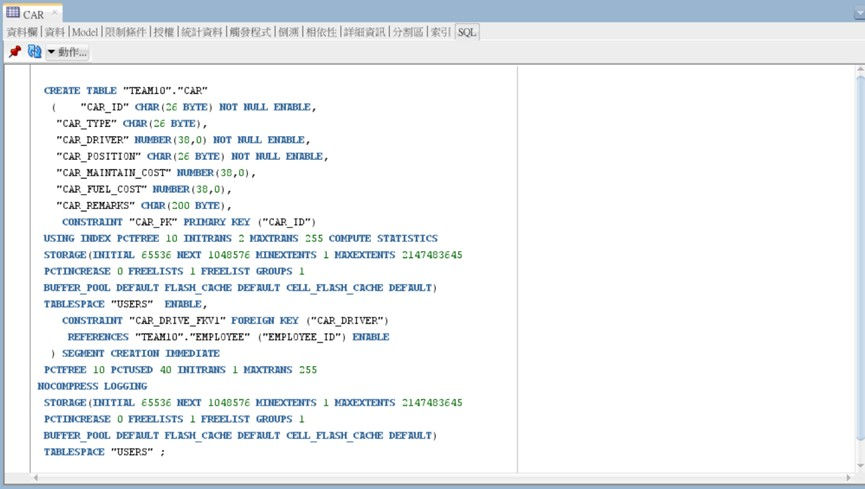 CAR
資料欄|資料|Model|限制條件|授權|統計資料|觸發程式|倒溯|相依性|詳細資訊|分割區|索引|SQL
動作...
CREATE TABLE "TEAM10"."CAR"
( "CAR_ID" CHAR(26 BYTE) NOT NULL ENABLE,
"CAR_TYPE" CHAR(26 BYTE),
"CAR_DRIVER" NUMBER(38,0) NOT NULL ENABLE,
"CAR_POSITION" CHAR(26 BYTE) NOT NULL ENABLE,
"CAR_MAINTAIN_COST" NUMBER(38,0),
"CAR_FUEL_COST" NUMBER(38,0),
"CAR_REMARKS" CHAR(200 BYTE),
CONSTRAINT "CAR_PK" PRIMARY KEY ("CAR_ID")
USING INDEX PCTFREE 10 INITRANS 2 MAXTRANS 255 COMPUTE STATISTICS
STORAGE(INITIAL 65536 NEXT 1048576 MINEXTENTS 1 MAXEXTENTS 2147483645
PCTINCREASE 0 FREELISTS 1 FREELIST GROUPS 1
BUFFER_POOL DEFAULT FLASH_CACHE DEFAULT CELL_FLASH_CACHE DEFAULT)
TABLESPACE "USERS" ENABLE,
CONSTRAINT "CAR_DRIVE_FKV1" FOREIGN KEY ("CAR_DRIVER")
REFERENCES "TEAM10"."EMPLOYEE" ("EMPLOYEE_ID") ENABLE
) SEGMENT CREATION IMMEDIATE
PCTFREE 10 PCTUSED 40 INITRANS 1 MAXTRANS 255
NOCOMPRESS LOGGING
STORAGE(INITIAL 65536 NEXT 1048576 MINEXTENTS 1 MAXEXTENTS 2147483645
PCTINCREASE 0 FREELISTS 1 FREELIST GROUPS 1
BUFFER_POOL DEFAULT FLASH_CACHE DEFAULT CELL_FLASH_CACHE DEFAULT)
TABLESPACE "USERS" ;